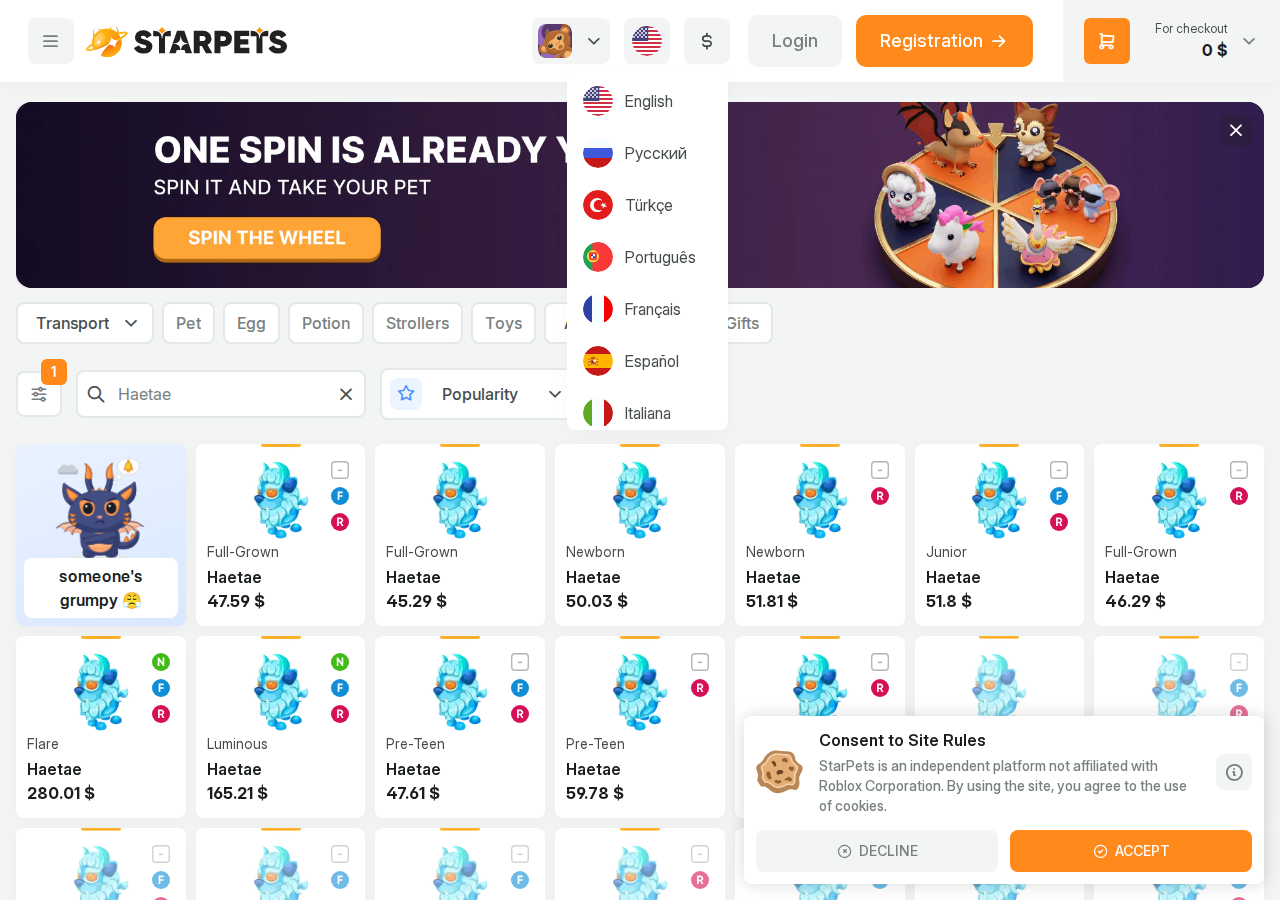 STARPETS
$
Login
Registration
For checkout
0 $
English
Русский
Türkçe
Português
Français
Español
Italiana
ONE SPIN IS ALREADY
SPIN IT AND TAKE YOUR PET
SPIN THE WHEEL
Transport
Pet
Egg
Potion
Strollers
Toys
Gifts
1
Haetae
Popularity
someone's
grumpy 😤
-
F
R
Full-Grown
Haetae
47.59 $
Full-Grown
Haetae
45.29 $
Newborn
Haetae
50.03 $
-
R
Newborn
Haetae
51.81 $
-
F
R
Junior
Haetae
51.8 $
-
R
Full-Grown
Haetae
46.29 $
N
F
R
Flare
Haetae
280.01 $
N
F
R
Luminous
Haetae
165.21 $
-
F
R
Pre-Teen
Haetae
47.61 $
-
R
Pre-Teen
Haetae
59.78 $
-
R
-
F
R
Consent to Site Rules
StarPets is an independent platform not affiliated with
Roblox Corporation. By using the site, you agree to the use
of cookies.
DECLINE
ACCEPT
-
F
-
F
-
F
-
R